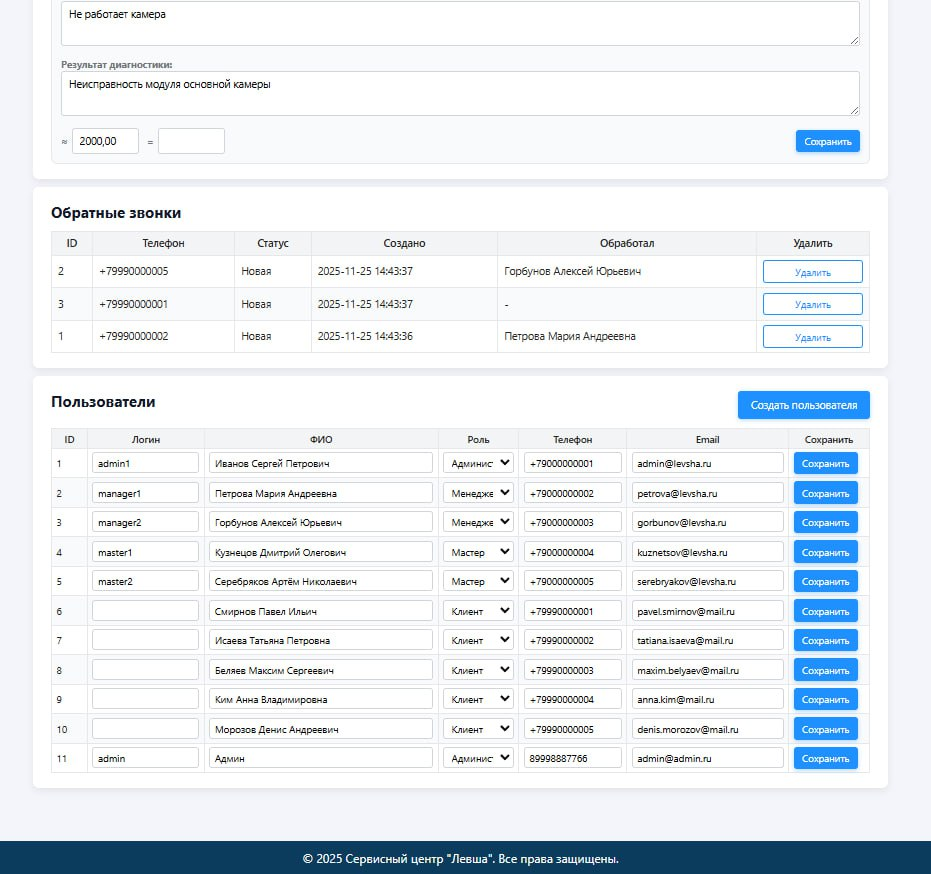 Не работает камера
Результат диагностики:
Неисправность модуля основной камеры
≈ 2000,00 = Сохранить
Обратные звонки
ID Телефон Статус Создано Обработал Удалить
2 +79990000005 Новая 2025-11-25 14:43:37 Горбунов Алексей Юрьевич Удалить
3 +79990000001 Новая 2025-11-25 14:43:37 - Удалить
1 +79990000002 Новая 2025-11-25 14:43:36 Петрова Мария Андреевна Удалить
Пользователи Создать пользователя
ID Логин ФИО Роль Телефон Email Сохранить
1 admin1 Иванов Сергей Петрович Админис +79000000001 admin@levsha.ru Сохранить
2 manager1 Петрова Мария Андреевна Менедже +79000000002 petrova@levsha.ru Сохранить
3 manager2 Горбунов Алексей Юрьевич Менедже +79000000003 gorbunov@levsha.ru Сохранить
4 master1 Кузнецов Дмитрий Олегович Мастер +79000000004 kuznetsov@levsha.ru Сохранить
5 master2 Серебряков Артём Николаевич Мастер +79000000005 serebryakov@levsha.ru Сохранить
6 Смирнов Павел Ильич Клиент +79990000001 pavel.smirnov@mail.ru Сохранить
7 Исаева Татьяна Петровна Клиент +79990000002 tatiana.isaeva@mail.ru Сохранить
8 Беляев Максим Сергеевич Клиент +79990000003 maxim.belyaev@mail.ru Сохранить
9 Ким Анна Владимировна Клиент +79990000004 anna.kim@mail.ru Сохранить
10 Морозов Денис Андреевич Клиент +79990000005 denis.morozov@mail.ru Сохранить
11 admin Админ Админис 89998887766 admin@admin.ru Сохранить
© 2025 Сервисный центр "Левша". Все права защищены.